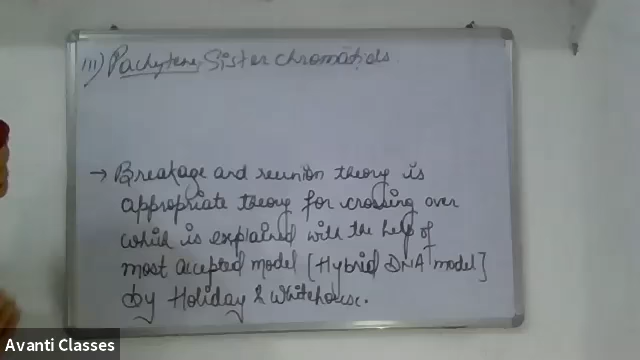 III) Pachytene, Sister chromatids.
→ Breakage and reunion theory is
appropriate theory for crossing over
which is explained with the help of
most accepted model [Hybrid DNA model]
by Holiday & Whitehouse.
Avanti Classes